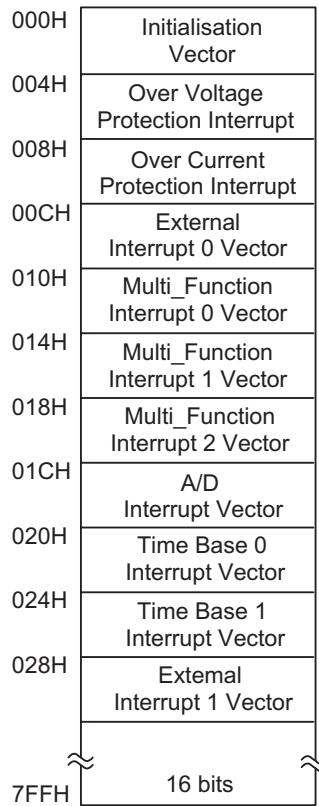 000H
Initialisation
Vector
004H
Over Voltage
Protection Interrupt
008H
Over Current
Protection Interrupt
00CH
External
Interrupt 0 Vector
010H
Multi_Function
Interrupt 0 Vector
014H
Multi_Function
Interrupt 1 Vector
018H
Multi_Function
Interrupt 2 Vector
01CH
A/D
Interrupt Vector
020H
Time Base 0
Interrupt Vector
024H
Time Base 1
Interrupt Vector
028H
Extemal
Interrupt 1 Vector
16 bits
7FFH